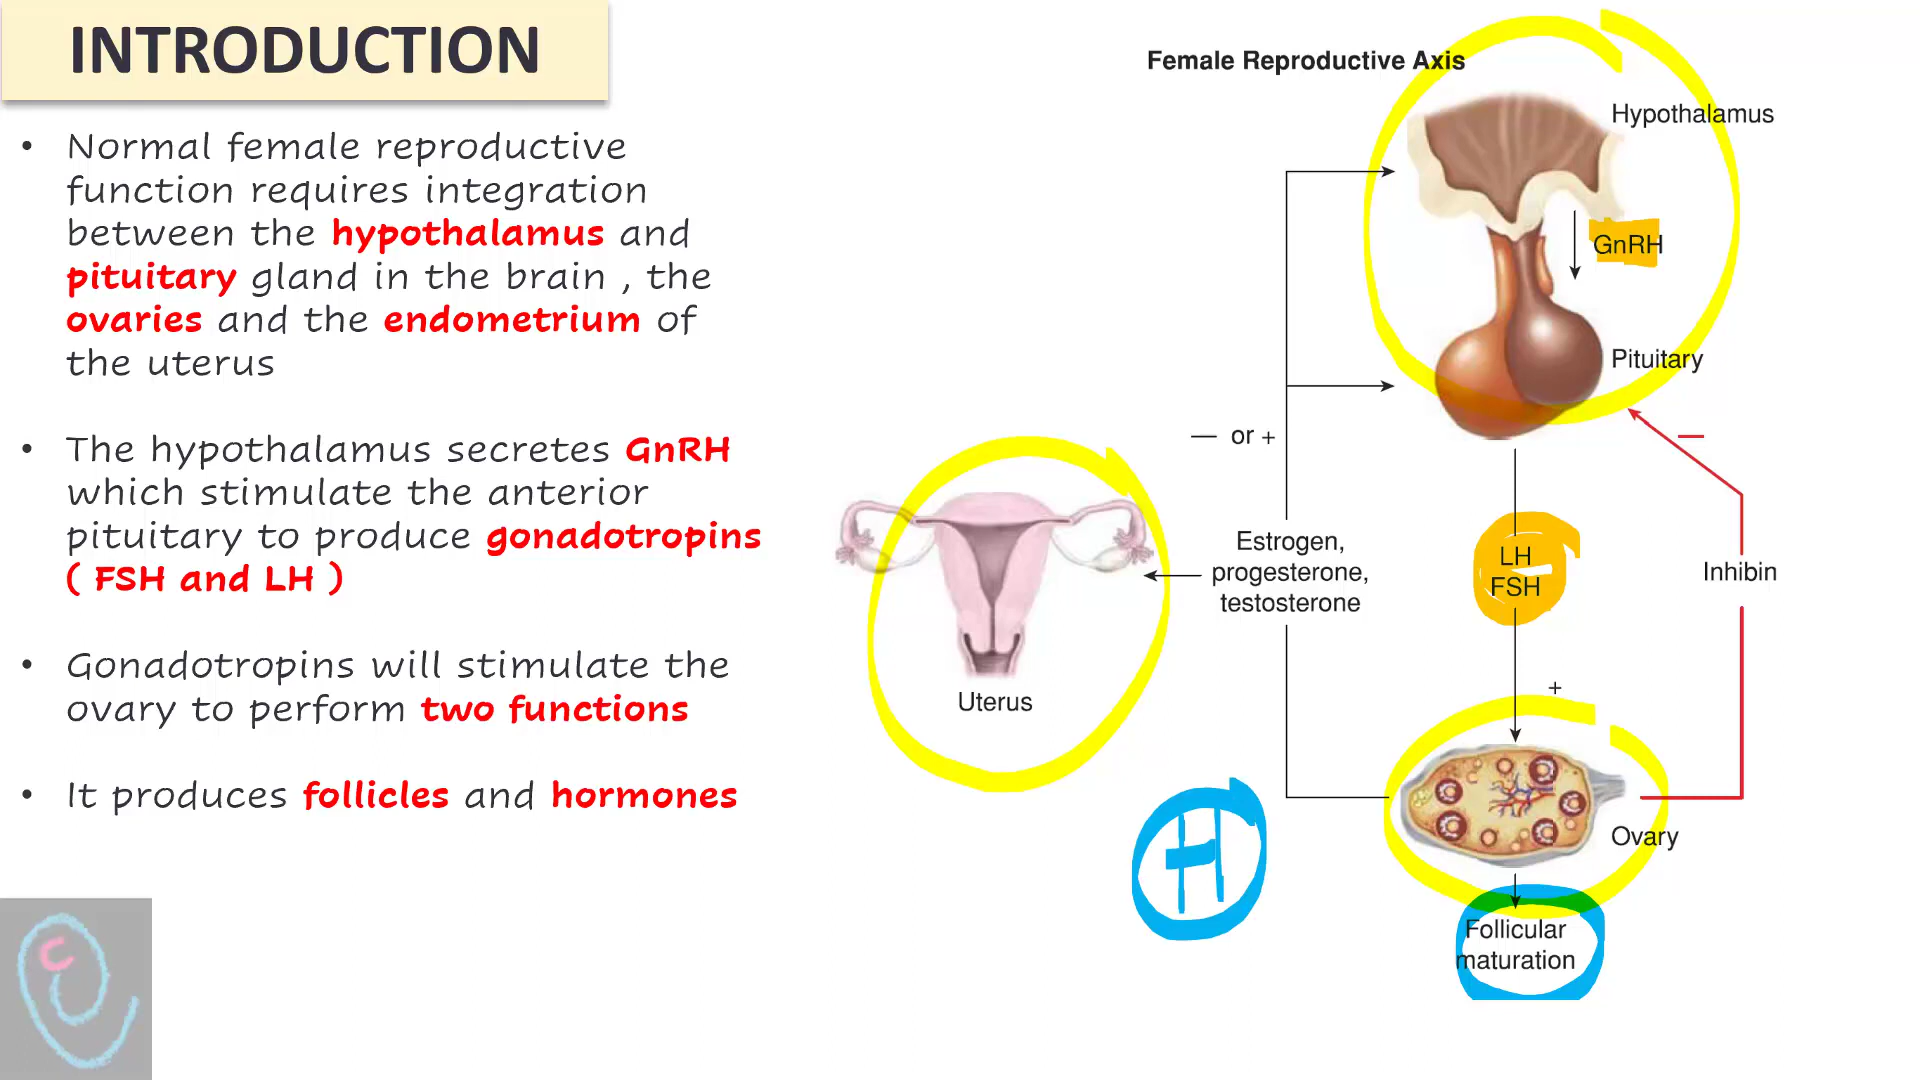 INTRODUCTION
• Normal female reproductive
function requires integration
between the hypothalamus and
pituitary gland in the brain , the
ovaries and the endometrium of
the uterus
• The hypothalamus secretes GnRH
which stimulate the anterior
pituitary to produce gonadotropins
( FSH and LH )
• Gonadotropins will stimulate the
ovary to perform two functions
• It produces follicles and hormones
Female Reproductive Axis
Hypothalamus
GnRH
Pituitary
— or +
—
Estrogen,
progesterone,
testosterone
LH
FSH
Inhibin
+
Uterus
Ovary
H
Follicular
maturation